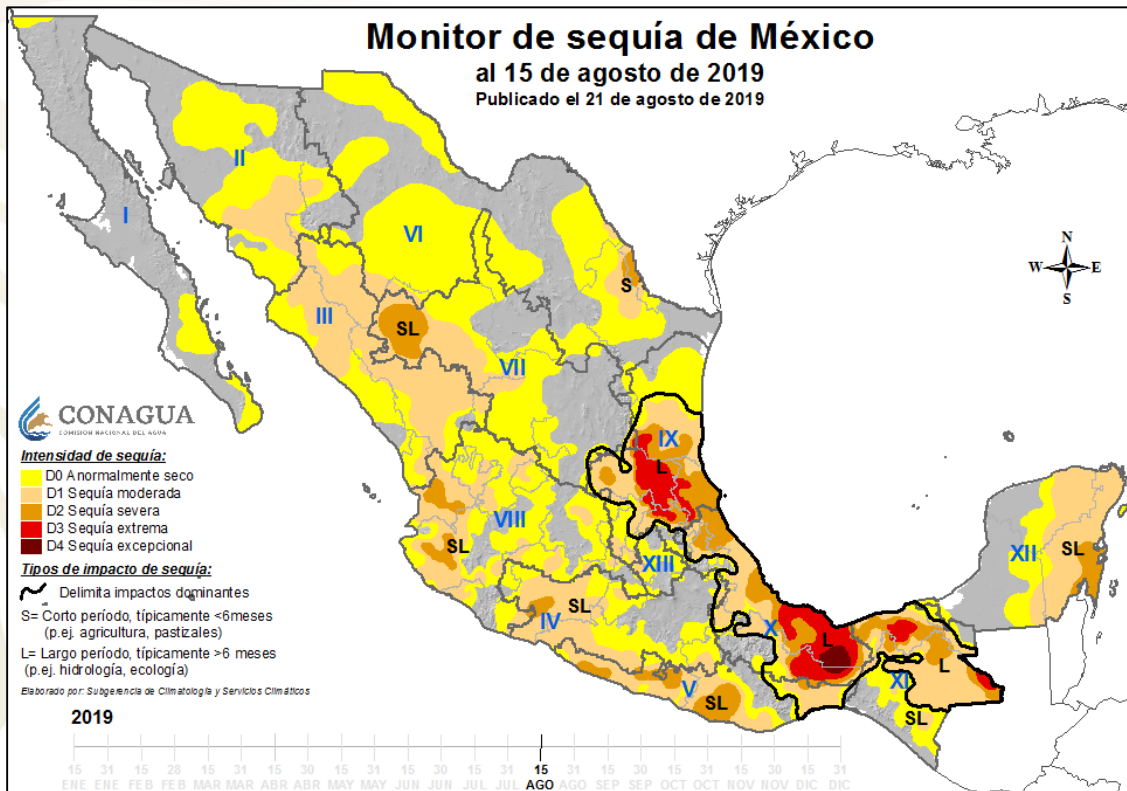 Monitor de sequía de México
al 15 de agosto de 2019
Publicado el 21 de agosto de 2019
N
W E
S
I
II
III
IV
V
VI
VII
VIII
IX
X
XI
XII
XIII
S
SL
SL
SL
SL
SL
SL
L
L
L
CONAGUA
COMISIÓN NACIONAL DEL AGUA
Intensidad de sequía:
D0 Anormalmente seco
D1 Sequía moderada
D2 Sequía severa
D3 Sequía extrema
D4 Sequía excepcional
Tipos de impacto de sequía:
Delimita impactos dominantes
S= Corto período, típicamente <6meses
(p.ej. agricultura, pastizales)
L= Largo período, típicamente >6 meses
(p.ej. hidrología, ecología)
Elaborado por: Subgerencia de Climatología y Servicios Climáticos
2019
15 31 15 28 15 31 15 30 15 31 15 30 15 31 15 31 15 30 15 31 15 30 15 31
ENE ENE FEB FEB MAR MAR ABR ABR MAY MAY JUN JUN JUL JUL AGO AGO SEP SEP OCT OCT NOV NOV DIC DIC